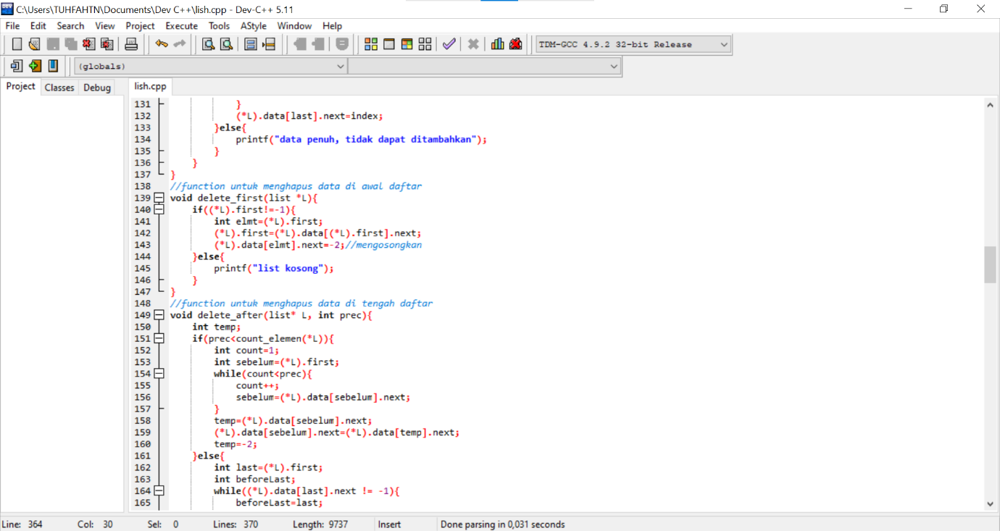 C:\Users\TUHFAHTN\Documents\Dev C++\lish.cpp - Dev-C++ 5.11
File Edit Search View Project Execute Tools AStyle Window Help
TDM-GCC 4.9.2 32-bit Release
(globals)
Project Classes Debug lish.cpp
131 }
132 (*L).data[last].next=index;
133 }else{
134 printf("data penuh, tidak dapat ditambahkan");
135 }
136 }
137 }
138 //function untuk menghapus data di awal daftar
139 void delete_first(list *L){
140 if((*L).first!=-1){
141 int elmt=(*L).first;
142 (*L).first=(*L).data[(*L).first].next;
143 (*L).data[elmt].next=-2;//mengosongkan
144 }else{
145 printf("list kosong");
146 }
147 }
148 //function untuk menghapus data di tengah daftar
149 void delete_after(list* L, int prec){
150 int temp;
151 if(prec<count_elemen(*L)){
152 int count=1;
153 int sebelum=(*L).first;
154 while(count<prec){
155 count++;
156 sebelum=(*L).data[sebelum].next;
157 }
158 temp=(*L).data[sebelum].next;
159 (*L).data[sebelum].next=(*L).data[temp].next;
160 temp=-2;
161 }else{
162 int last=(*L).first;
163 int beforeLast;
164 while((*L).data[last].next != -1){
165 beforeLast=last;
Line: 364 Col: 30 Sel: 0 Lines: 370 Length: 9737 Insert Done parsing in 0,031 seconds